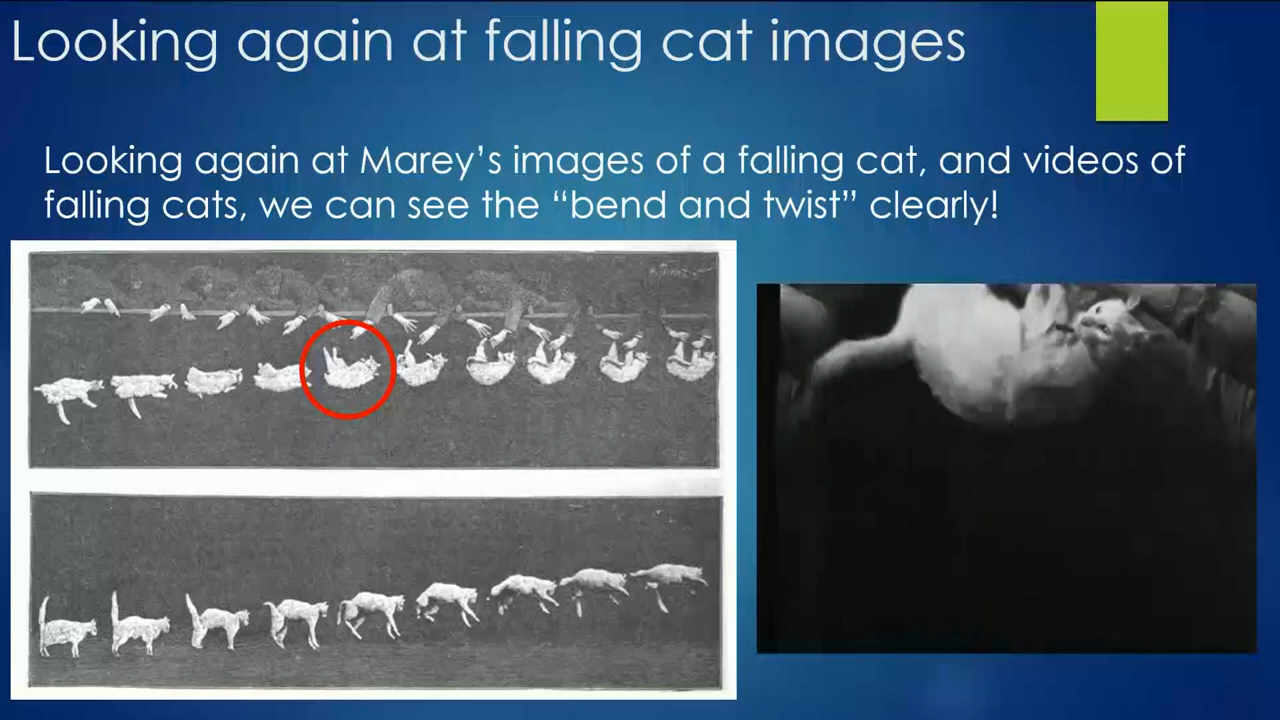 Looking again at falling cat images
Looking again at Marey’s images of a falling cat, and videos of
falling cats, we can see the “bend and twist” clearly!